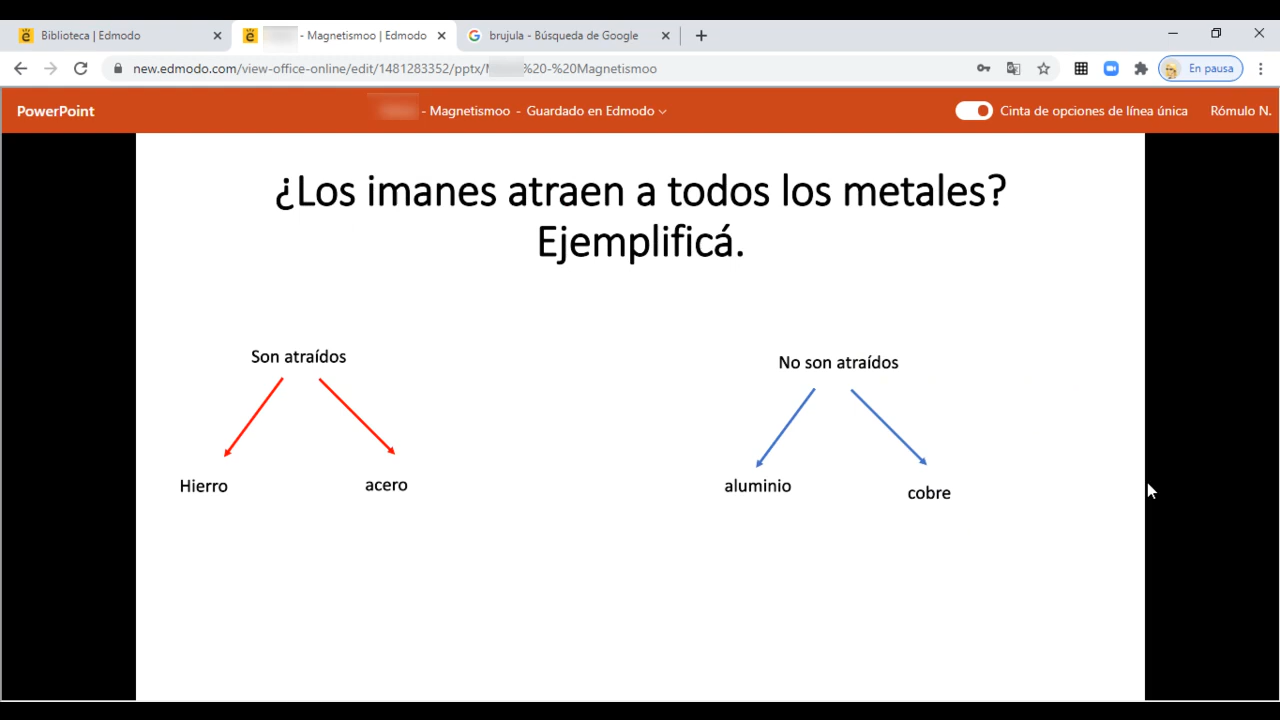 Biblioteca | Edmodo
- Magnetismoo | Edmodo
brujula - Búsqueda de Google
new.edmodo.com/view-office-online/edit/1481283352/pptx/ %20-%20Magnetismoo
En pausa
PowerPoint
- Magnetismoo - Guardado en Edmodo
Cinta de opciones de línea única
Rómulo N.
¿Los imanes atraen a todos los metales?
Ejemplificá.
Son atraídos
No son atraídos
Hierro
acero
aluminio
cobre